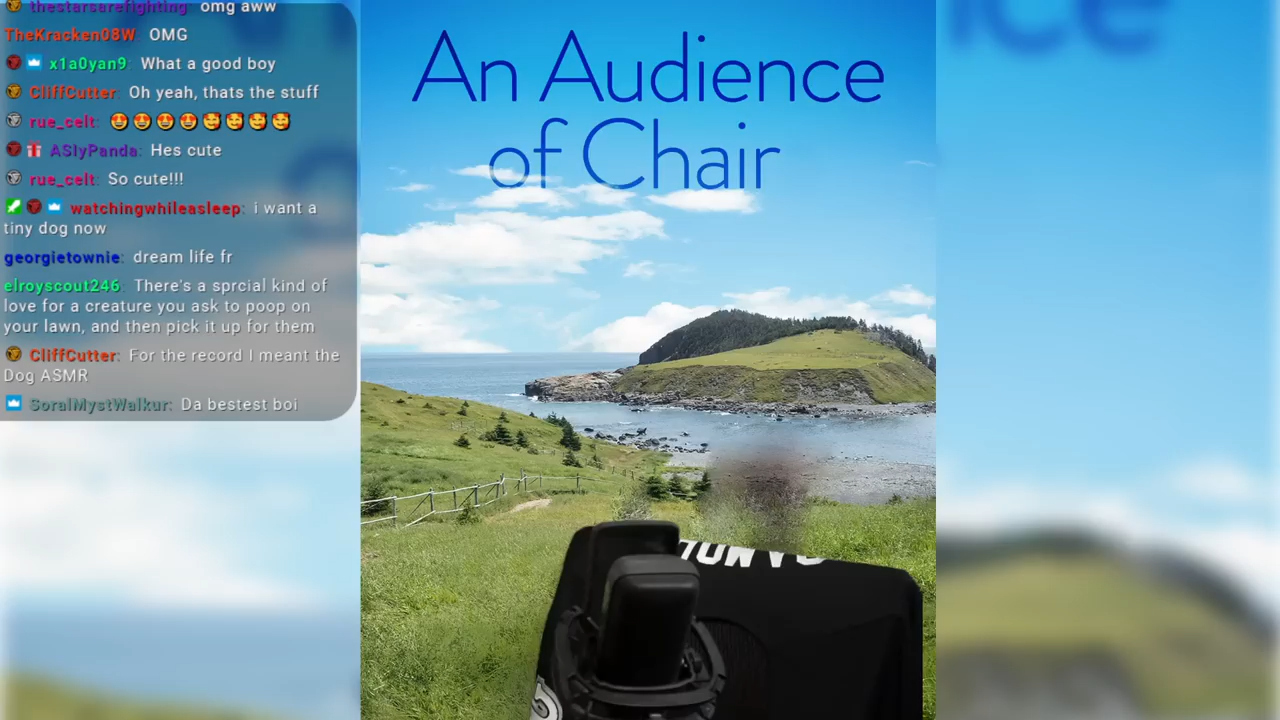 thestarsarefighting: omg aww
TheKracken08W: OMG
x1a0yan9: What a good boy
CliffCutter: Oh yeah, thats the stuff
rue_celt: 😍😍😍😍🥰🥰🥰🥰
ASlyPanda: Hes cute
rue_celt: So cute!!!
watchingwhileasleep: i want a
tiny dog now
georgietownie: dream life fr
elroyscout246: There's a sprcial kind of
love for a creature you ask to poop on
your lawn, and then pick it up for them
CliffCutter: For the record I meant the
Dog ASMR
SoralMystWalkur: Da bestest boi
An Audience
of Chair